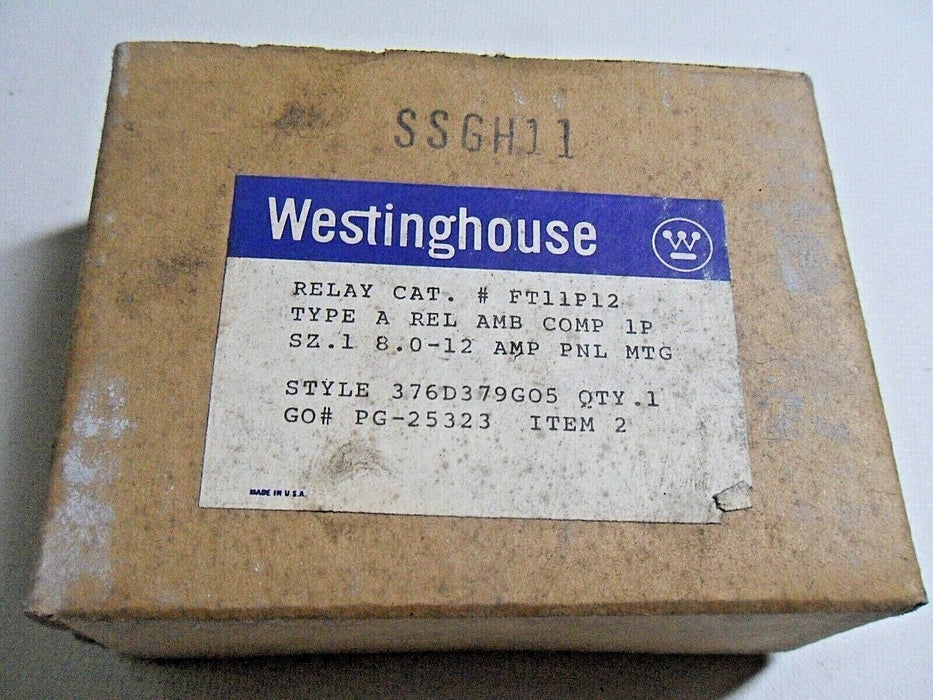 SSGH11
Westinghouse
W
RELAY CAT. # FT11P12
TYPE A REL AMB COMP 1P
SZ.1 8.0-12 AMP PNL MTG
STYLE 376D379G05 QTY.1
GO# PG-25323 ITEM 2
MADE IN U.S.A.